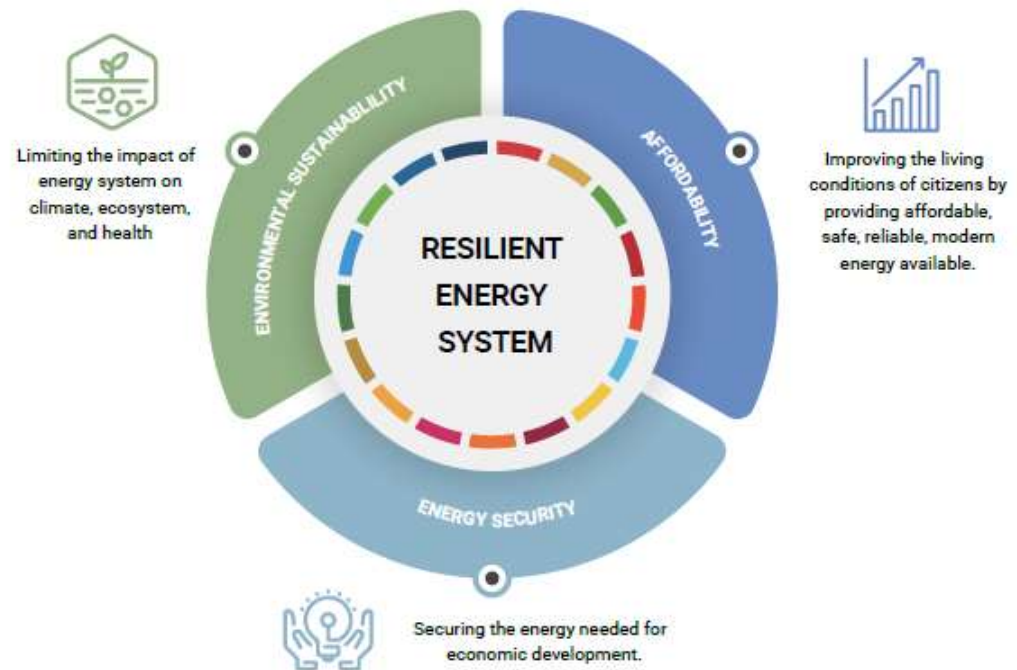 ENVIRONMENTAL SUSTAINABLILITY
Limiting the impact of
energy system on
climate, ecosystem,
and health
AFFORDABILITY
Improving the living
conditions of citizens by
providing affordable,
safe, reliable, modern
energy available.
RESILIENT
ENERGY
SYSTEM
ENERGY SECURITY
Securing the energy needed for
economic development.